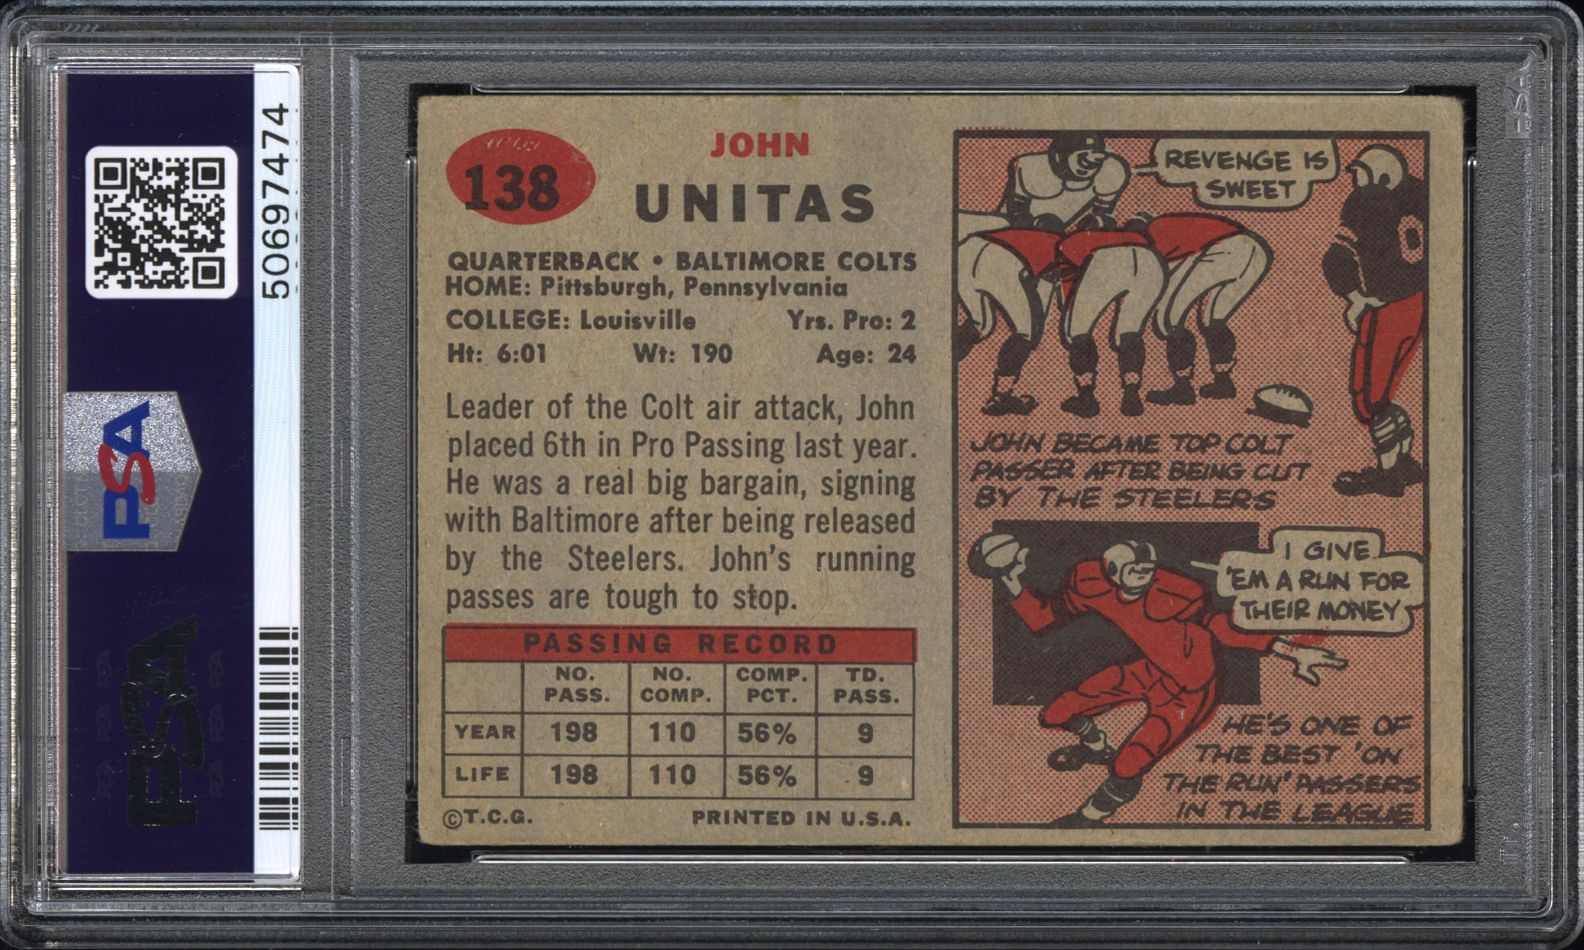 50697474
PSA
PSA
138
JOHN
UNITAS
QUARTERBACK • BALTIMORE COLTS
HOME: Pittsburgh, Pennsylvania
COLLEGE: Louisville Yrs. Pro: 2
Ht: 6:01 Wt: 190 Age: 24
Leader of the Colt air attack, John
placed 6th in Pro Passing last year.
He was a real big bargain, signing
with Baltimore after being released
by the Steelers. John's running
passes are tough to stop.
PASSING RECORD
NO. PASS. NO. COMP. COMP. PCT. TD. PASS.
YEAR 198 110 56% 9
LIFE 198 110 56% 9
©T.C.G. PRINTED IN U.S.A.
REVENGE IS
SWEET
0
JOHN BECAME TOP COLT
PASSER AFTER BEING CUT
BY THE STEELERS
I GIVE
'EM A RUN FOR
THEIR MONEY
HE'S ONE OF
THE BEST 'ON
THE RUN' PASSERS
IN THE LEAGUE